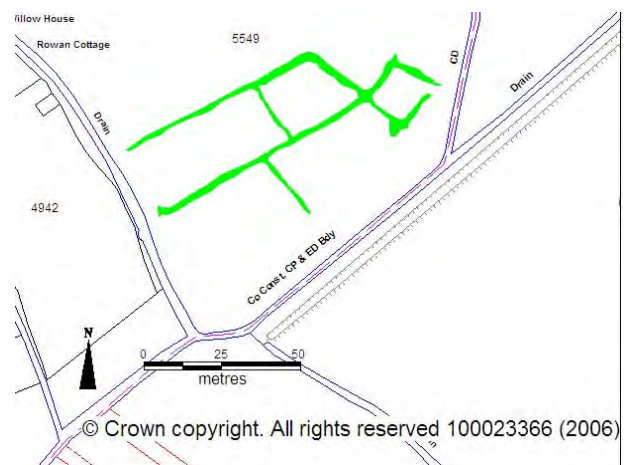 Willow House
Rowan Cottage
5549
CD
Drain
Drain
4942
Co Const, CP & ED Bdy
N
0 25 50
metres
© Crown copyright. All rights reserved 100023366 (2006)